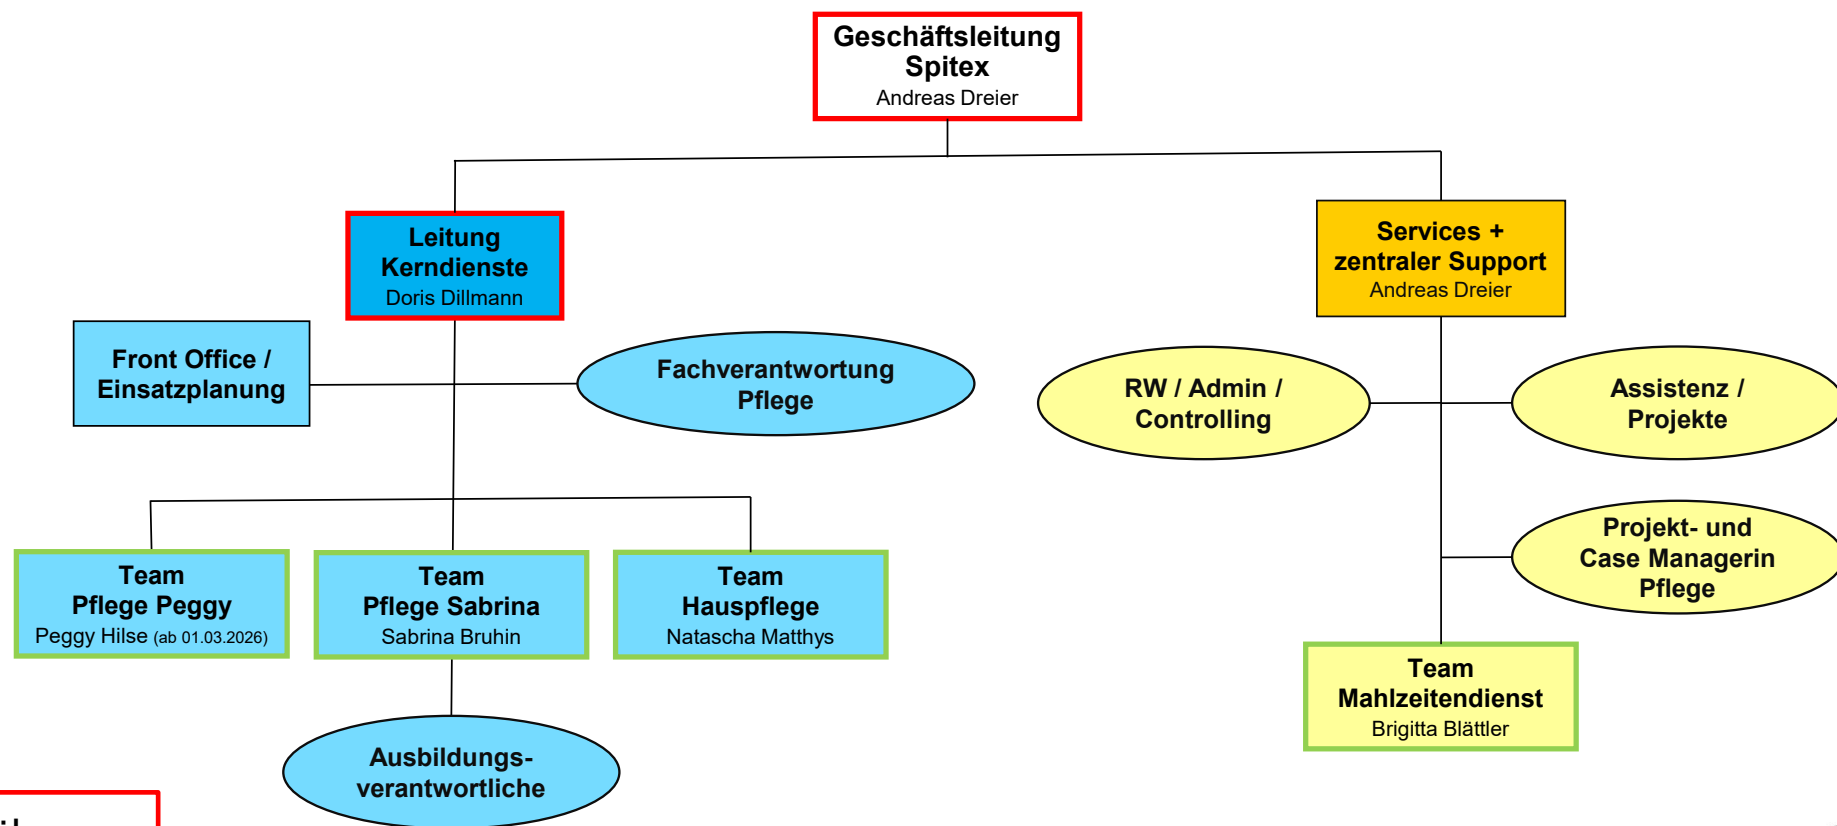 Geschäftsleitung
Spitex
Andreas Dreier
Leitung
Kerndienste
Doris Dillmann
Services +
zentraler Support
Andreas Dreier
Front Office /
Einsatzplanung
Fachverantwortung
Pflege
RW / Admin /
Controlling
Assistenz /
Projekte
Projekt- und
Case Managerin
Pflege
Team
Pflege Peggy
Peggy Hilse (ab 01.03.2026)
Team
Pflege Sabrina
Sabrina Bruhin
Team
Hauspflege
Natascha Matthys
Team
Mahlzeitendienst
Brigitta Blättler
Ausbildungs-
verantwortliche